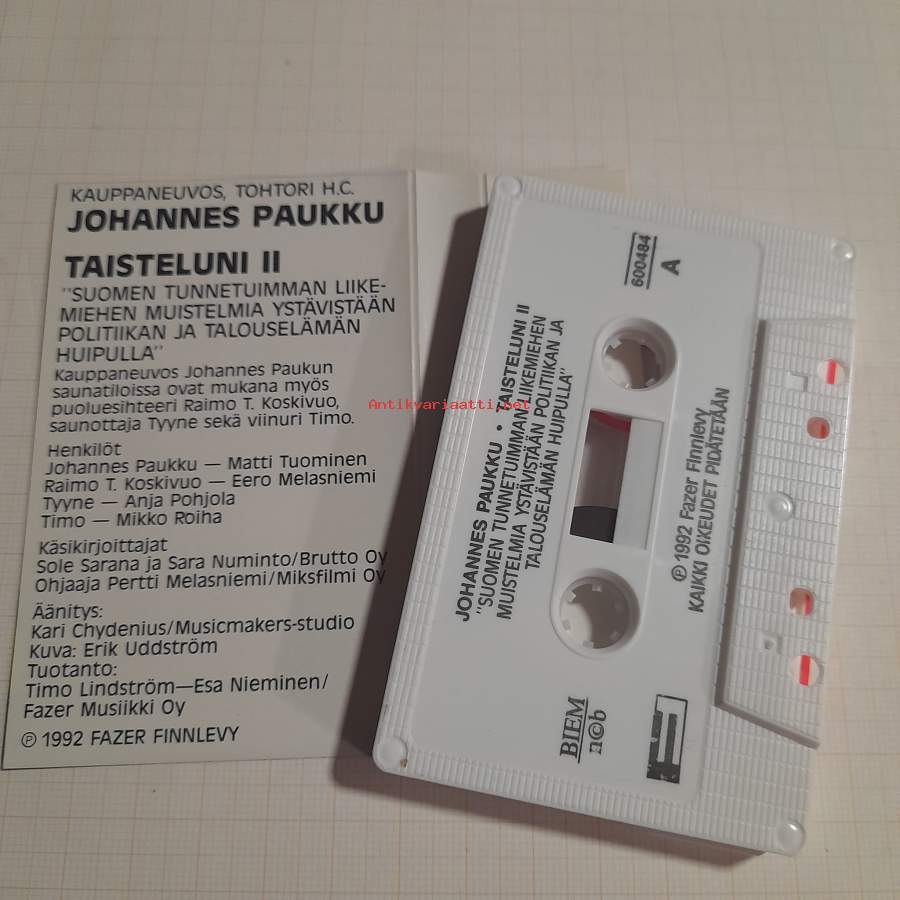 KAUPPANEUVOS, TOHTORI H.C.
JOHANNES PAUKKU
TAISTELUNI II
"SUOMEN TUNNETUIMMAN LIIKE-
MIEHEN MUISTELMIA YSTÄVISTÄÄN
POLITIIKAN JA TALOUSELÄMÄN
HUIPULLA"
Kauppaneuvos Johannes Paukun
saunatiloissa ovat mukana myös
puoluesihteeri Raimo T. Koskivuo,
saunottaja Tyyne sekä viinuri Timo.
Henkilöt
Johannes Paukku — Matti Tuominen
Raimo T. Koskivuo — Eero Melasniemi
Tyyne — Anja Pohjola
Timo — Mikko Roiha
Käsikirjoittajat
Sole Sarana ja Sara Numinto/Brutto Oy
Ohjaaja Pertti Melasniemi/Miksfilmi Oy
Äänitys:
Kari Chydenius/Musicmakers-studio
Kuva: Erik Uddström
Tuotanto:
Timo Lindström—Esa Nieminen/
Fazer Musiikki Oy
℗ 1992 FAZER FINNLEVY
JOHANNES PAUKKU • TAISTELUNI II
"SUOMEN TUNNETUIMMAN LIIKEMIEHEN
MUISTELMIA YSTÄVISTÄÄN POLITIIKAN JA
TALOUSELÄMÄN HUIPULLA"
600484
A
℗ 1992 Fazer Finnlevy
KAIKKI OIKEUDET PIDÄTETÄÄN
BIEM
n©b
Antikvariaatti.net